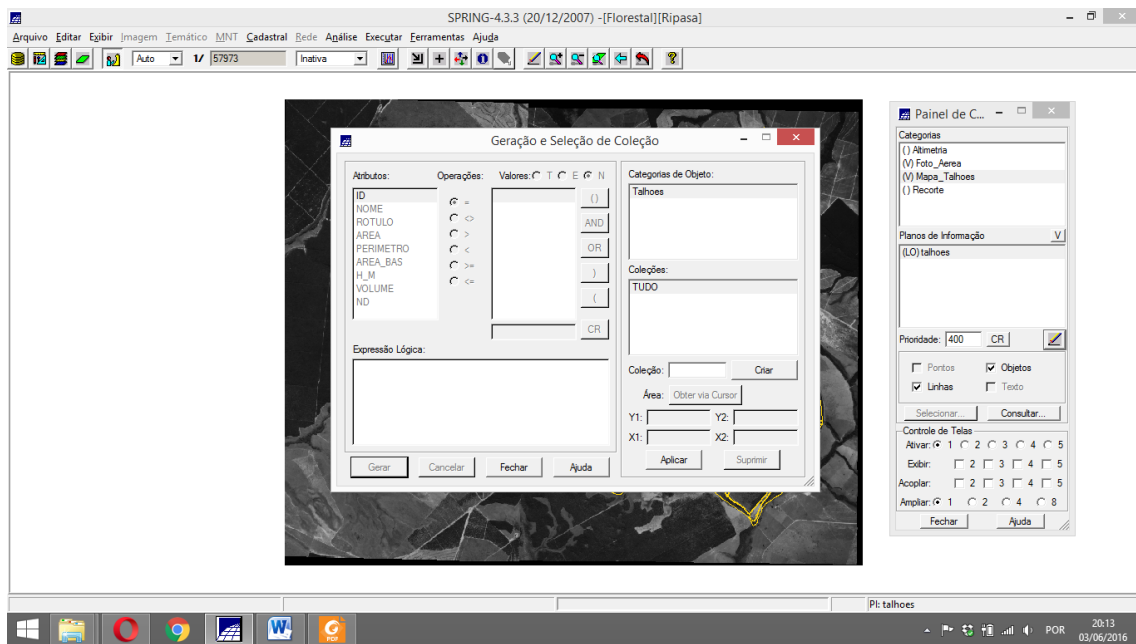 SPRING-4.3.3 (20/12/2007) -[Florestal][Ripasa]
Arquivo Editar Exibir Imagem Temático MNT Cadastral Rede Análise Executar Ferramentas Ajuda
Auto 1/ 57973 Inativa
Geração e Seleção de Coleção
Atributos: Operações: Valores: T E N
ID
NOME
ROTULO
AREA
PERIMETRO
AREA_BAS
H_M
VOLUME
ND
=
<>
>
<
>=
<=
()
AND
OR
)
(
CR
Expressão Lógica:
Gerar Cancelar Fechar Ajuda
Categorias de Objeto:
Talhoes
Coleções:
TUDO
Coleção: Criar
Área: Obter via Cursor
Y1: Y2:
X1: X2:
Aplicar Suprimir
Painel de C...
Categorias
( ) Altimetria
(V) Foto_Aerea
(V) Mapa_Talhoes
( ) Recorte
Planos de Informação V
(LO) talhoes
Prioridade: 400 CR
Pontos Objetos
Linhas Texto
Selecionar... Consultar...
Controle de Telas
Ativar: 1 2 3 4 5
Exibir: 2 3 4 5
Acoplar: 2 3 4 5
Ampliar: 1 2 4 8
Fechar Ajuda
PI: talhoes
W PDF POR 20:13
03/06/2016